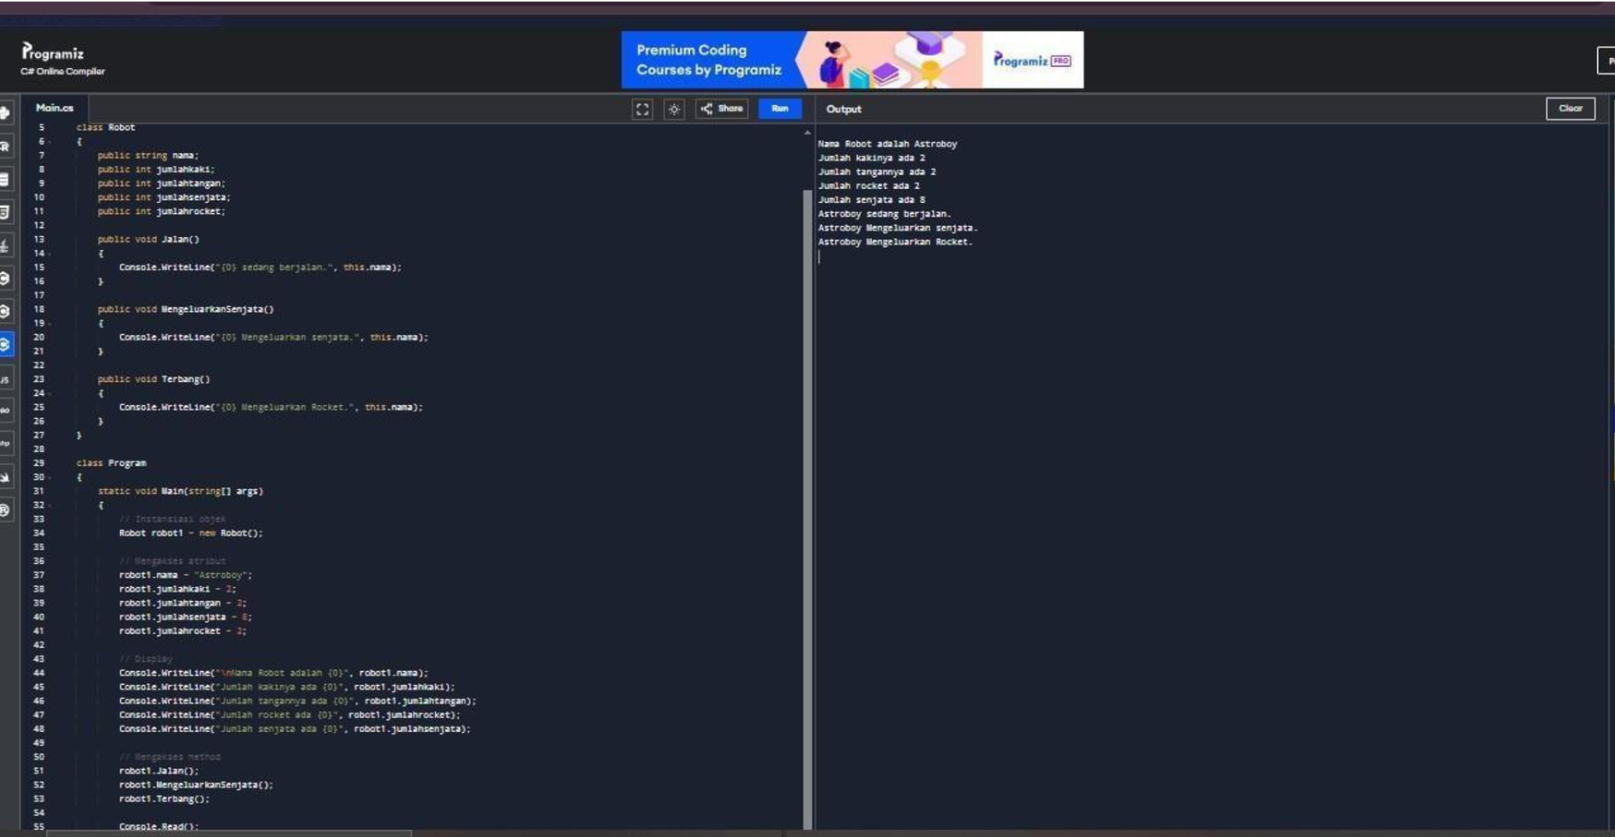 Programiz
C# Online Compiler
Premium Coding
Courses by Programiz
Programiz PRO
Main.cs
Share
Run
Output
Clear
5 class Robot
6 {
7 public string nama;
8 public int jumlahkaki;
9 public int jumlahtangan;
10 public int jumlahsenjata;
11 public int jumlahrocket;
12
13 public void Jalan()
14 {
15 Console.WriteLine("{0} sedang berjalan.", this.nama);
16 }
17
18 public void MengeluarkanSenjata()
19 {
20 Console.WriteLine("{0} Mengeluarkan senjata.", this.nama);
21 }
22
23 public void Terbang()
24 {
25 Console.WriteLine("{0} Mengeluarkan Rocket.", this.nama);
26 }
27 }
28
29 class Program
30 {
31 static void Main(string[] args)
32 {
33 // Instansiasi objek
34 Robot robot1 = new Robot();
35
36 // Mengakses atribut
37 robot1.nama = "Astroboy";
38 robot1.jumlahkaki = 2;
39 robot1.jumlahtangan = 2;
40 robot1.jumlahsenjata = 8;
41 robot1.jumlahrocket = 2;
42
43 // Display
44 Console.WriteLine("\nNama Robot adalah {0}", robot1.nama);
45 Console.WriteLine("Jumlah kakinya ada {0}", robot1.jumlahkaki);
46 Console.WriteLine("Jumlah tangannya ada {0}", robot1.jumlahtangan);
47 Console.WriteLine("Jumlah rocket ada {0}", robot1.jumlahrocket);
48 Console.WriteLine("Jumlah senjata ada {0}", robot1.jumlahsenjata);
49
50 // Mengakses method
51 robot1.Jalan();
52 robot1.MengeluarkanSenjata();
53 robot1.Terbang();
54
55 Console.Read();
Nama Robot adalah Astroboy
Jumlah kakinya ada 2
Jumlah tangannya ada 2
Jumlah rocket ada 2
Jumlah senjata ada 8
Astroboy sedang berjalan.
Astroboy Mengeluarkan senjata.
Astroboy Mengeluarkan Rocket.